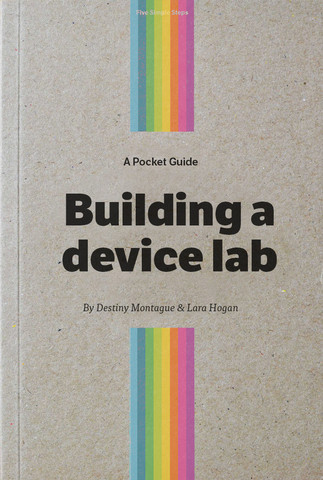 Five Simple Steps
A Pocket Guide
Building a
device lab
By Destiny Montague & Lara Hogan